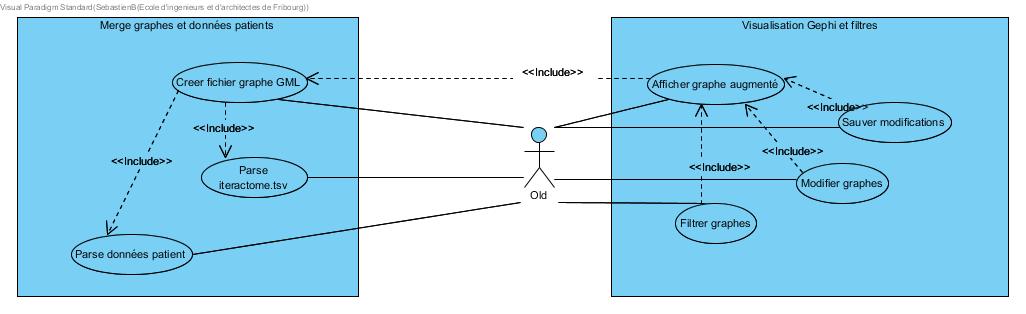 Visual Paradigm Standard(SebastienB(Ecole d'ingenieurs et d'architectes de Fribourg))
Merge graphes et données patients
Creer fichier graphe GML
<<Include>>
<<Include>>
Parse
iteractome.tsv
Parse données patient
<<Include>>
Old
Visualisation Gephi et filtres
Afficher graphe augmenté
<<Include>>
Sauver modifications
<<Include>>
Modifier graphes
<<Include>>
Filtrer graphes